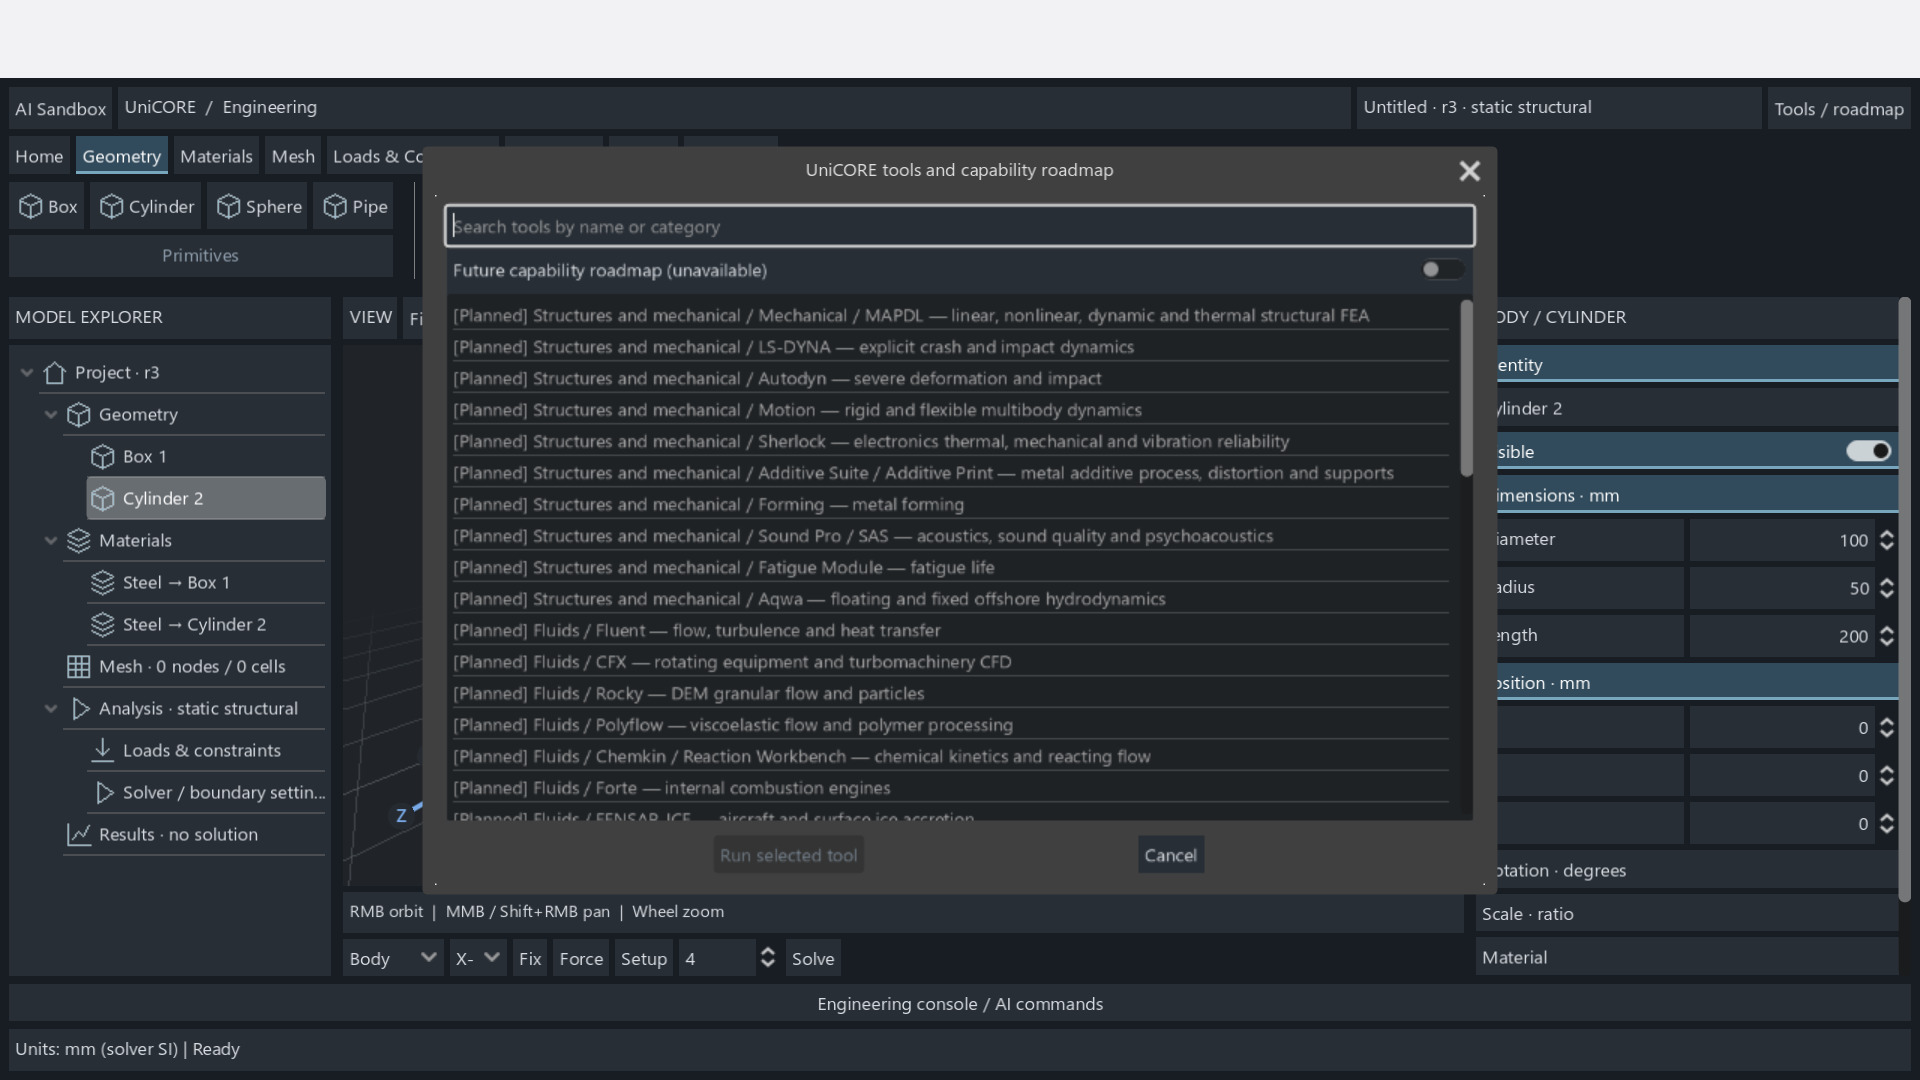 AI Sandbox
UniCORE / Engineering
Untitled · r3 · static structural
Tools / roadmap
Home
Geometry
Materials
Mesh
Loads & Co
Box
Cylinder
Sphere
Pipe
Primitives
MODEL EXPLORER
Project · r3
Geometry
Box 1
Cylinder 2
Materials
Steel → Box 1
Steel → Cylinder 2
Mesh · 0 nodes / 0 cells
Analysis · static structural
Loads & constraints
Solver / boundary settin...
Results · no solution
VIEW
Fi
Z
UniCORE tools and capability roadmap
Search tools by name or category
Future capability roadmap (unavailable)
[Planned] Structures and mechanical / Mechanical / MAPDL — linear, nonlinear, dynamic and thermal structural FEA
[Planned] Structures and mechanical / LS-DYNA — explicit crash and impact dynamics
[Planned] Structures and mechanical / Autodyn — severe deformation and impact
[Planned] Structures and mechanical / Motion — rigid and flexible multibody dynamics
[Planned] Structures and mechanical / Sherlock — electronics thermal, mechanical and vibration reliability
[Planned] Structures and mechanical / Additive Suite / Additive Print — metal additive process, distortion and supports
[Planned] Structures and mechanical / Forming — metal forming
[Planned] Structures and mechanical / Sound Pro / SAS — acoustics, sound quality and psychoacoustics
[Planned] Structures and mechanical / Fatigue Module — fatigue life
[Planned] Structures and mechanical / Aqwa — floating and fixed offshore hydrodynamics
[Planned] Fluids / Fluent — flow, turbulence and heat transfer
[Planned] Fluids / CFX — rotating equipment and turbomachinery CFD
[Planned] Fluids / Rocky — DEM granular flow and particles
[Planned] Fluids / Polyflow — viscoelastic flow and polymer processing
[Planned] Fluids / Chemkin / Reaction Workbench — chemical kinetics and reacting flow
[Planned] Fluids / Forte — internal combustion engines
[Planned] Fluids / FENSAP-ICE — aircraft and surface ice accretion
Run selected tool
Cancel
ODY / CYLINDER
entity
ylinder 2
sible
imensions · mm
iameter
100
adius
50
ength
200
osition · mm
0
0
0
otation · degrees
Scale · ratio
Material
RMB orbit | MMB / Shift+RMB pan | Wheel zoom
Body
X-
Fix
Force
Setup
4
Solve
Engineering console / AI commands
Units: mm (solver SI) | Ready